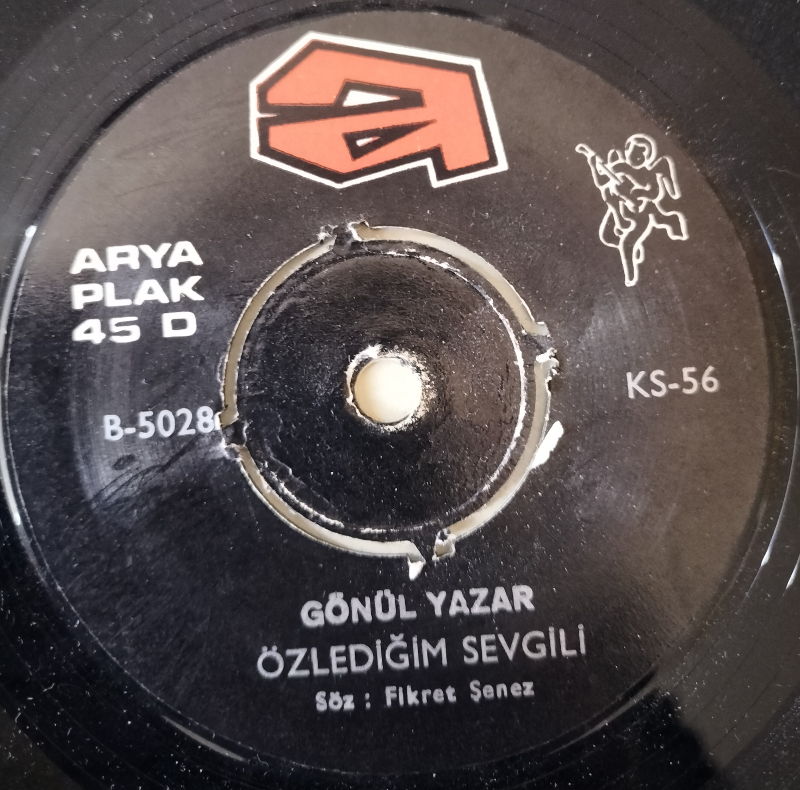 ARYA
PLAK
45 D
B-5028
KS-56
GÖNÜL YAZAR
ÖZLEDİĞİM SEVGİLİ
Söz : Fikret Şenez